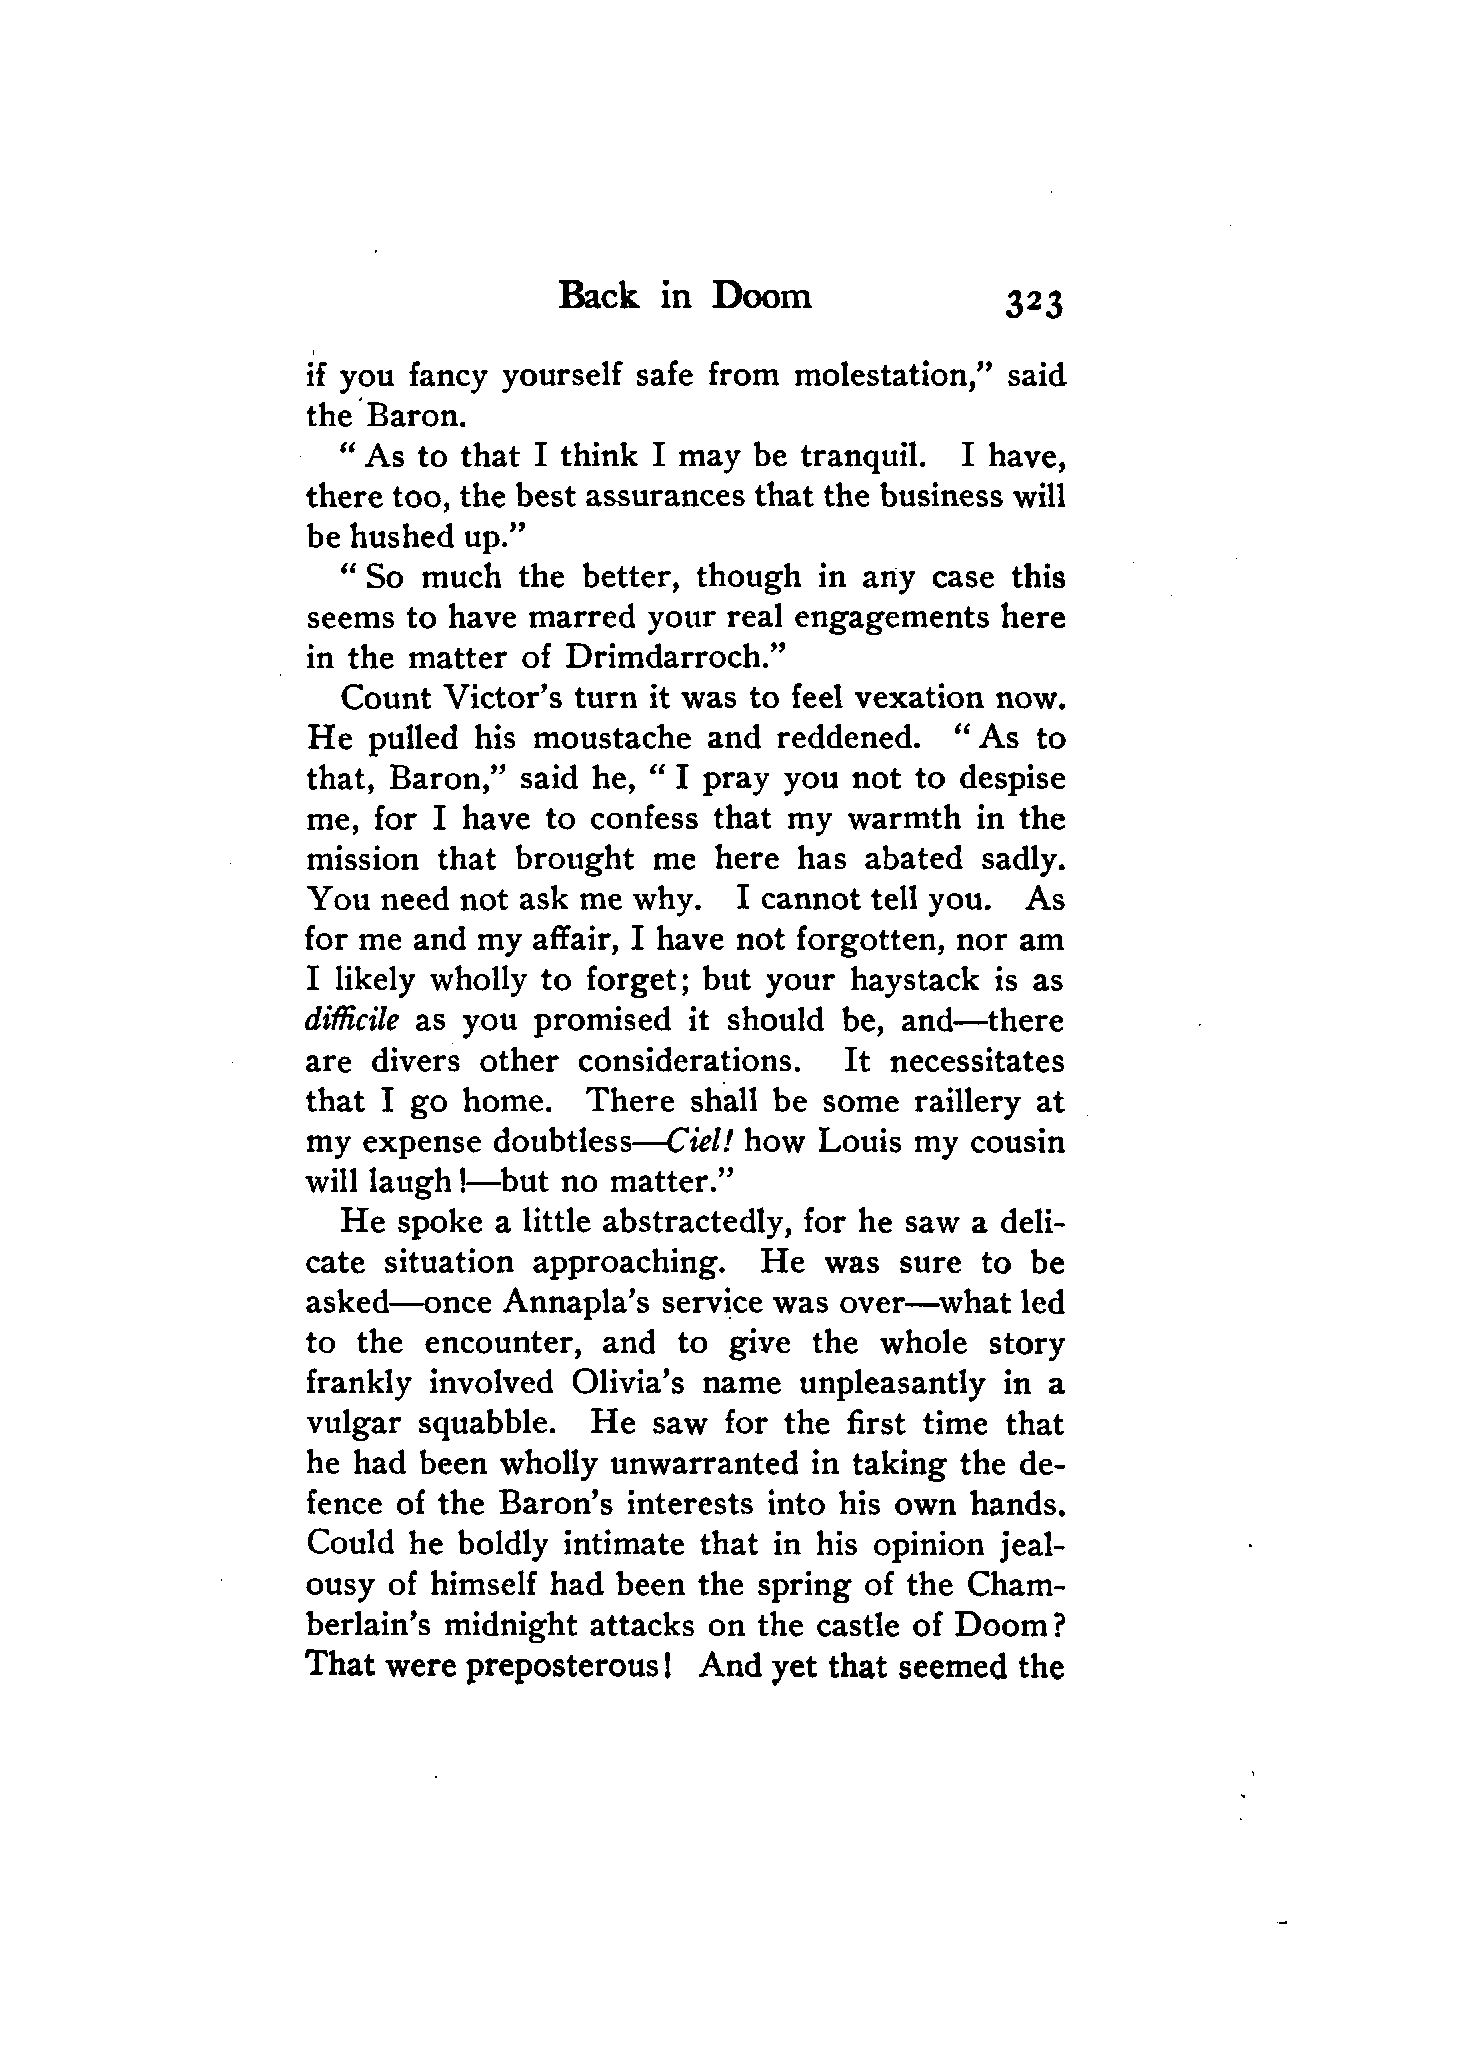 Back in Doom 323
if you fancy yourself safe from molestation,” said
the Baron.
“ As to that I think I may be tranquil. I have,
there too, the best assurances that the business will
be hushed up.”
“ So much the better, though in any case this
seems to have marred your real engagements here
in the matter of Drimdarroch.”
Count Victor’s turn it was to feel vexation now.
He pulled his moustache and reddened. “ As to
that, Baron,” said he, “ I pray you not to despise
me, for I have to confess that my warmth in the
mission that brought me here has abated sadly.
You need not ask me why. I cannot tell you. As
for me and my affair, I have not forgotten, nor am
I likely wholly to forget; but your haystack is as
difficile as you promised it should be, and—there
are divers other considerations. It necessitates
that I go home. There shall be some raillery at
my expense doubtless—Ciel! how Louis my cousin
will laugh!—but no matter.”
He spoke a little abstractedly, for he saw a deli-
cate situation approaching. He was sure to be
asked—once Annapla’s service was over—what led
to the encounter, and to give the whole story
frankly involved Olivia’s name unpleasantly in a
vulgar squabble. He saw for the first time that
he had been wholly unwarranted in taking the de-
fence of the Baron’s interests into his own hands.
Could he boldly intimate that in his opinion jeal-
ousy of himself had been the spring of the Cham-
berlain’s midnight attacks on the castle of Doom?
That were preposterous! And yet that seemed the